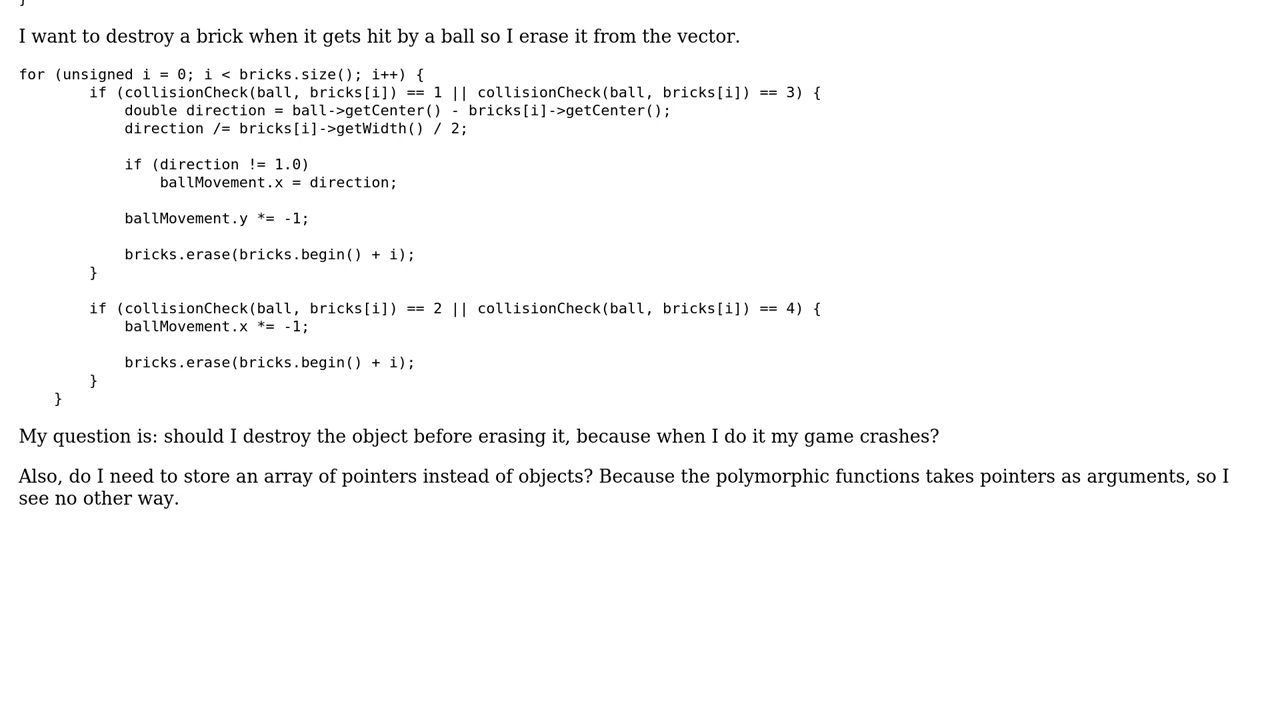 }
I want to destroy a brick when it gets hit by a ball so I erase it from the vector.
for (unsigned i = 0; i < bricks.size(); i++) {
        if (collisionCheck(ball, bricks[i]) == 1 || collisionCheck(ball, bricks[i]) == 3) {
            double direction = ball->getCenter() - bricks[i]->getCenter();
            direction /= bricks[i]->getWidth() / 2;

            if (direction != 1.0)
                ballMovement.x = direction;

            ballMovement.y *= -1;

            bricks.erase(bricks.begin() + i);
        }

        if (collisionCheck(ball, bricks[i]) == 2 || collisionCheck(ball, bricks[i]) == 4) {
            ballMovement.x *= -1;

            bricks.erase(bricks.begin() + i);
        }
    }
My question is: should I destroy the object before erasing it, because when I do it my game crashes?
Also, do I need to store an array of pointers instead of objects? Because the polymorphic functions takes pointers as arguments, so I
see no other way.